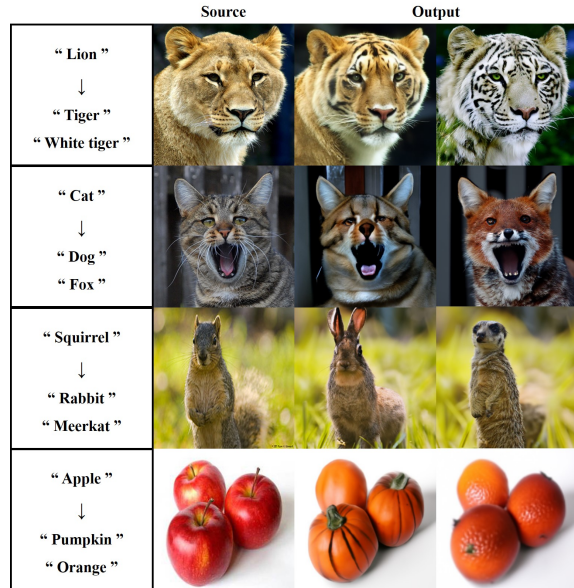 Source Output
“ Lion ”
↓
“ Tiger ”
“ White tiger ”
“ Cat ”
↓
“ Dog ”
“ Fox ”
“ Squirrel ”
↓
“ Rabbit ”
“ Meerkat ”
“ Apple ”
↓
“ Pumpkin ”
“ Orange ”